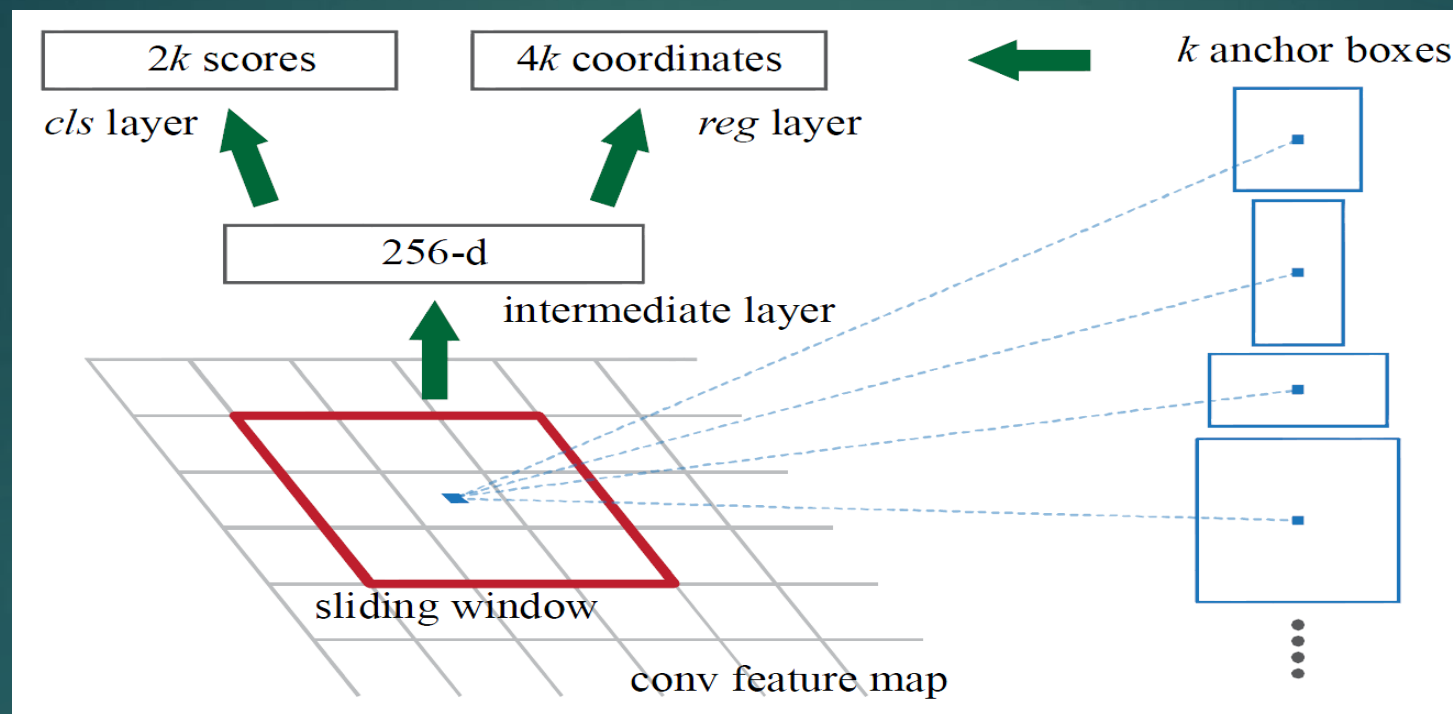 2k scores
4k coordinates
k anchor boxes
cls layer
reg layer
256-d
intermediate layer
sliding window
conv feature map